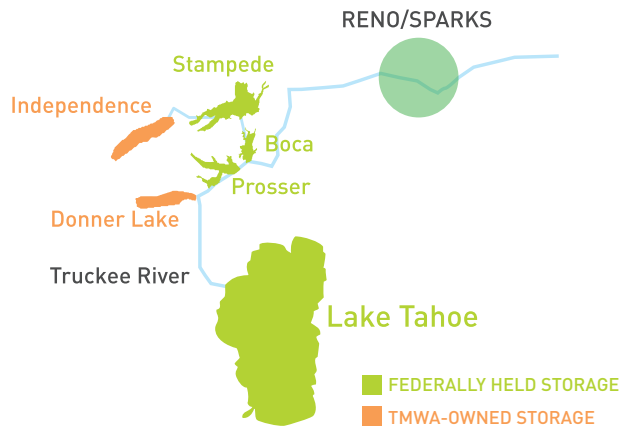 RENO/SPARKS
Stampede
Independence
Boca
Prosser
Donner Lake
Truckee River
Lake Tahoe
FEDERALLY HELD STORAGE
TMWA-OWNED STORAGE